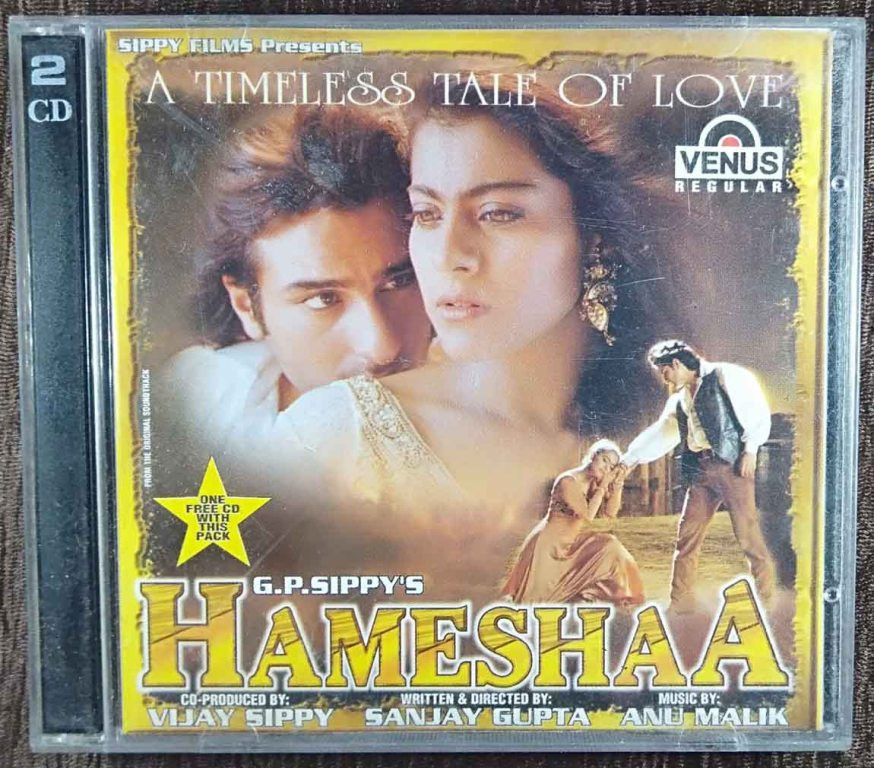 2
CD
SIPPY FILMS Presents
A TIMELESS TALE OF LOVE
VENUS
REGULAR
FROM THE ORIGINAL SOUNDTRACK
ONE
FREE CD
WITH
THIS
PACK
G.P.SIPPY'S
HAMESHAA
CO-PRODUCED BY: WRITTEN & DIRECTED BY: MUSIC BY:
VIJAY SIPPY SANJAY GUPTA ANU MALIK